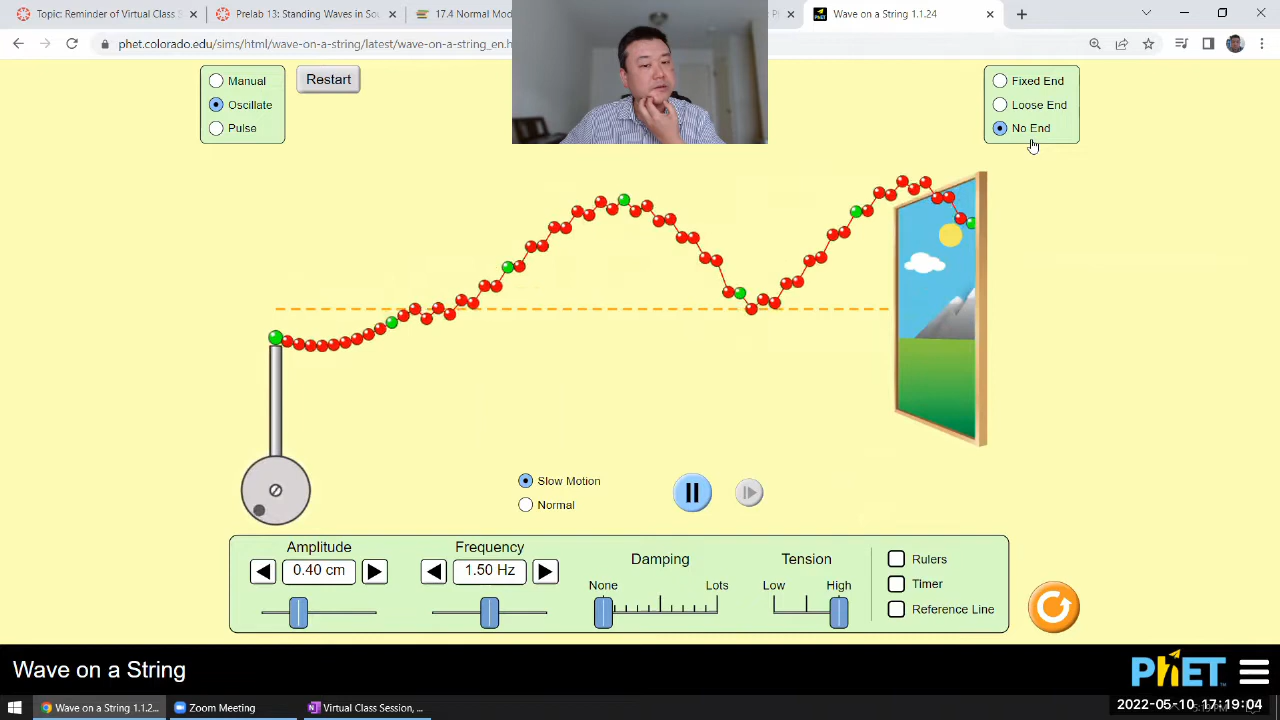 Topic: Reminder of Virtual Class S
Prelab 13: Standing Waves in Se
17.4 Normal Mod
Wave on a String 1.1.24
phet.colorado.edu/sims/html/wave-on-a-string/latest/wave-on-a-string_en.h
Manual
Oscillate
Pulse
Restart
Fixed End
Loose End
No End
Slow Motion
Normal
Amplitude
0.40 cm
Frequency
1.50 Hz
Damping
None
Lots
Tension
Low
High
Rulers
Timer
Reference Line
Wave on a String
PhET
Wave on a String 1.1.2...
Zoom Meeting
Virtual Class Session, ...
2022-05-10 17:19:04